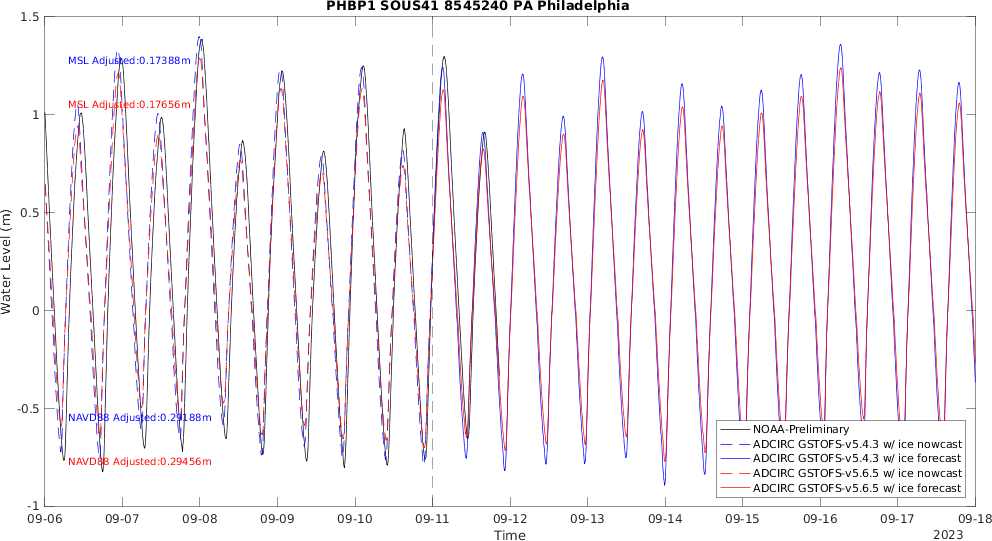 PHBP1 SOUS41 8545240 PA Philadelphia
1.5
1
0.5
0
-0.5
-1
Water Level (m)
MSL Adjusted:0.17388m
MSL Adjusted:0.17656m
NAVD88 Adjusted:0.29188m
NAVD88 Adjusted:0.29456m
NOAA-Preliminary
ADCIRC GSTOFS-v5.4.3 w/ ice nowcast
ADCIRC GSTOFS-v5.4.3 w/ ice forecast
ADCIRC GSTOFS-v5.6.5 w/ ice nowcast
ADCIRC GSTOFS-v5.6.5 w/ ice forecast
09-06 09-07 09-08 09-09 09-10 09-11 09-12 09-13 09-14 09-15 09-16 09-17 09-18
Time
2023